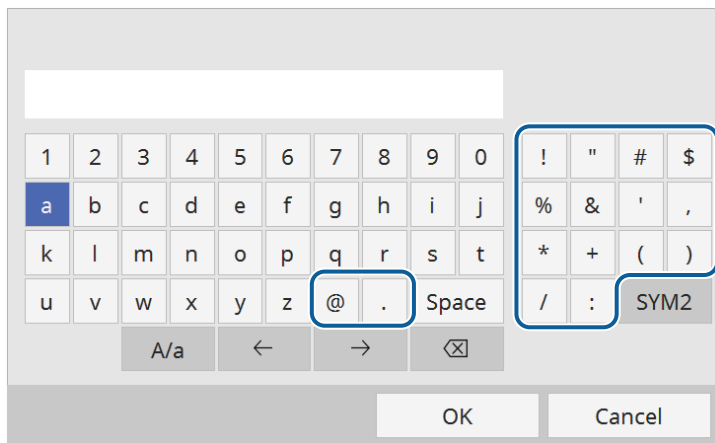 1 2 3 4 5 6 7 8 9 0 ! " # $
a b c d e f g h i j % & ' ,
k l m n o p q r s t * + ( )
u v w x y z @ . Space / : SYM2
A/a ← → ⌫
OK Cancel